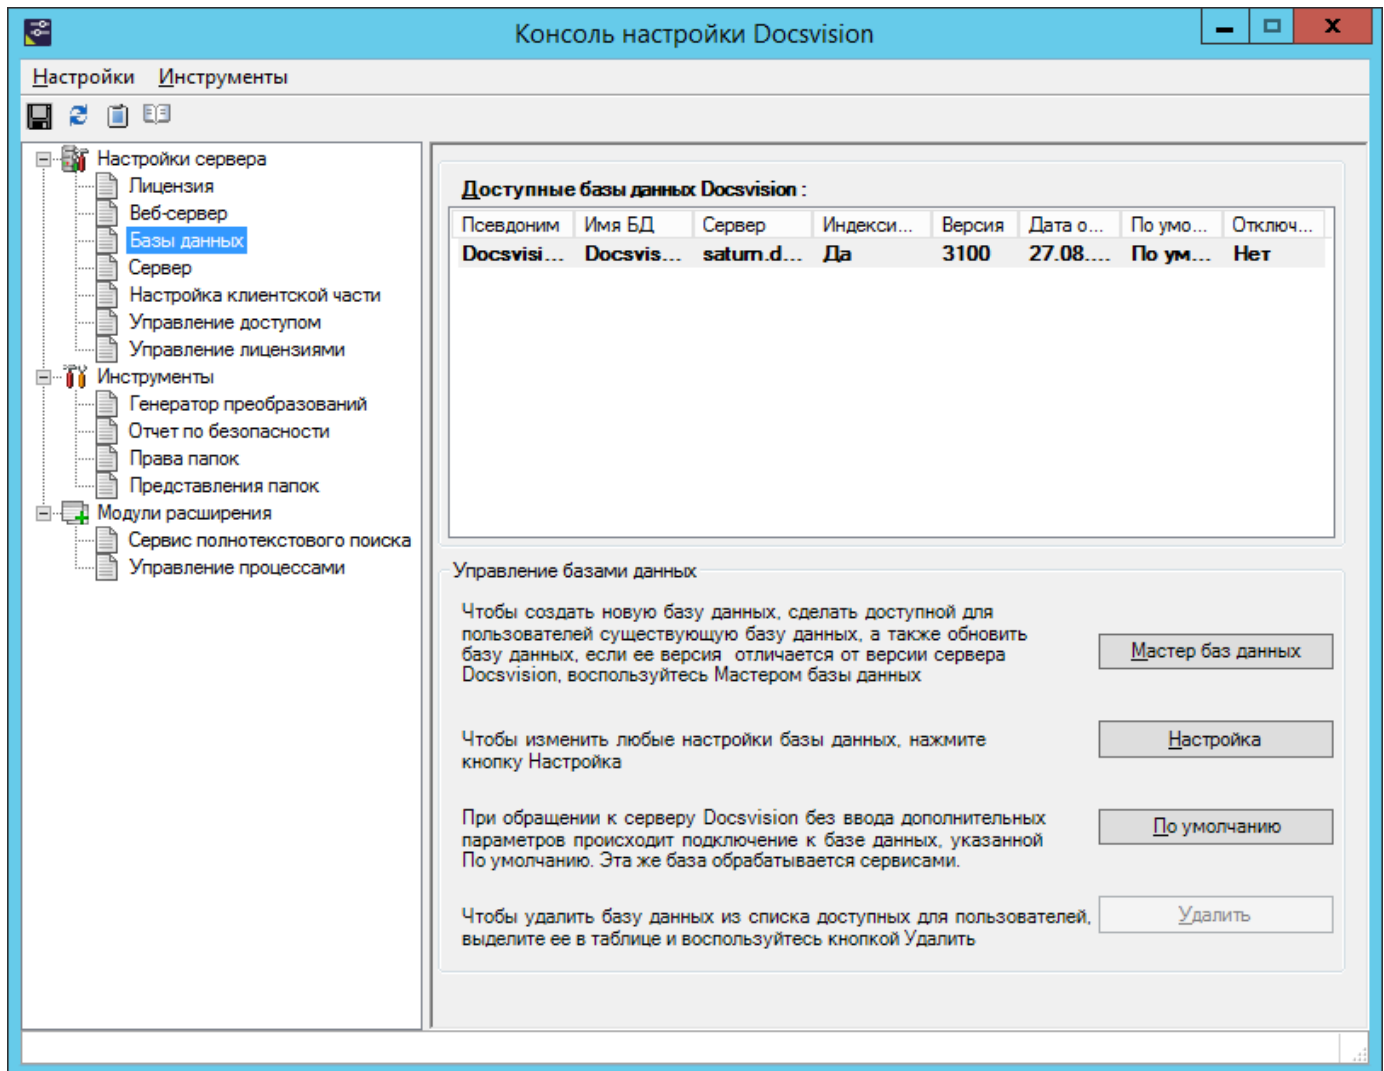 Консоль настройки Docsvision
Настройки Инструменты
Настройки сервера
Лицензия
Веб-сервер
Базы данных
Сервер
Настройка клиентской части
Управление доступом
Управление лицензиями
Инструменты
Генератор преобразований
Отчет по безопасности
Права папок
Представления папок
Модули расширения
Сервис полнотекстового поиска
Управление процессами
Доступные базы данных Docsvision :
Псевдоним Имя БД Сервер Индекси... Версия Дата о... По умо... Отключ...
Docsvisi... Docsvis... saturn.d... Да 3100 27.08.... По ум... Нет
Управление базами данных
Чтобы создать новую базу данных, сделать доступной для
пользователей существующую базу данных, а также обновить
базу данных, если ее версия отличается от версии сервера
Docsvision, воспользуйтесь Мастером базы данных
Мастер баз данных
Чтобы изменить любые настройки базы данных, нажмите
кнопку Настройка
Настройка
При обращении к серверу Docsvision без ввода дополнительных
параметров происходит подключение к базе данных, указанной
По умолчанию. Эта же база обрабатывается сервисами.
По умолчанию
Чтобы удалить базу данных из списка доступных для пользователей,
выделите ее в таблице и воспользуйтесь кнопкой Удалить
Удалить